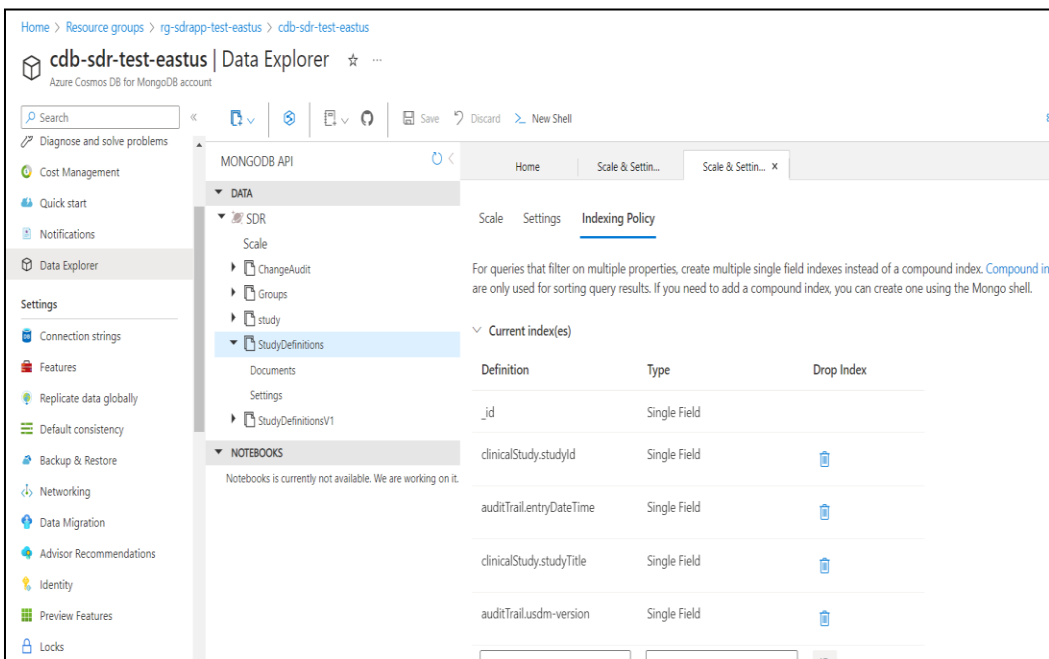 Home > Resource groups > rg-sdrapp-test-eastus > cdb-sdr-test-eastus
cdb-sdr-test-eastus | Data Explorer
Azure Cosmos DB for MongoDB account
Search
Diagnose and solve problems
Cost Management
Quick start
Notifications
Data Explorer
Settings
Connection strings
Features
Replicate data globally
Default consistency
Backup & Restore
Networking
Data Migration
Advisor Recommendations
Identity
Preview Features
Locks
Save Discard New Shell
MONGODB API
DATA
SDR
Scale
ChangeAudit
Groups
study
StudyDefinitions
Documents
Settings
StudyDefinitionsV1
NOTEBOOKS
Notebooks is currently not available. We are working on it.
Home Scale & Settin... Scale & Settin... x
Scale Settings Indexing Policy
For queries that filter on multiple properties, create multiple single field indexes instead of a compound index. Compound in
are only used for sorting query results. If you need to add a compound index, you can create one using the Mongo shell.
Current index(es)
Definition Type Drop Index
_id Single Field
clinicalStudy.studyId Single Field
auditTrail.entryDateTime Single Field
clinicalStudy.studyTitle Single Field
auditTrail.usdm-version Single Field